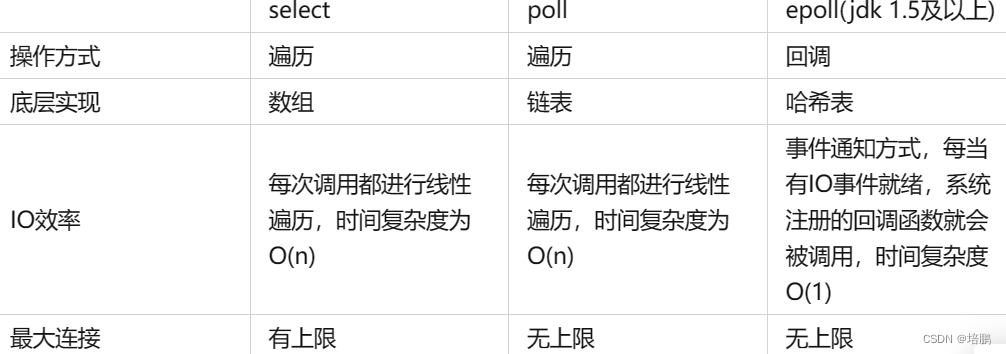 select poll epoll(jdk 1.5及以上)
操作方式 遍历 遍历 回调
底层实现 数组 链表 哈希表
IO效率
每次调用都进行线性
遍历，时间复杂度为
O(n)
每次调用都进行线性
遍历，时间复杂度为
O(n)
事件通知方式，每当
有IO事件就绪，系统
注册的回调函数就会
被调用，时间复杂度
O(1)
最大连接 有上限 无上限 无上限
CSDN @培鹏